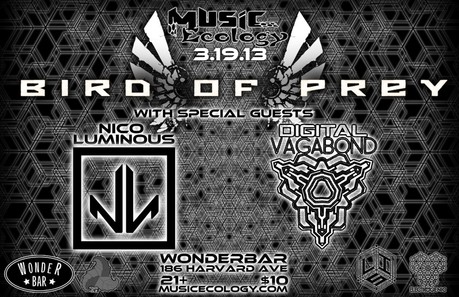 MUSIC
Ecology
3.19.13
BIRD OF PREY
WITH SPECIAL GUESTS
NICO
LUMINOUS
DIGITAL
VAGABOND
WONDERBAR
186 HARVARD AVE
21+ $10
MUSICECOLOGY.COM
WONDER
BAR